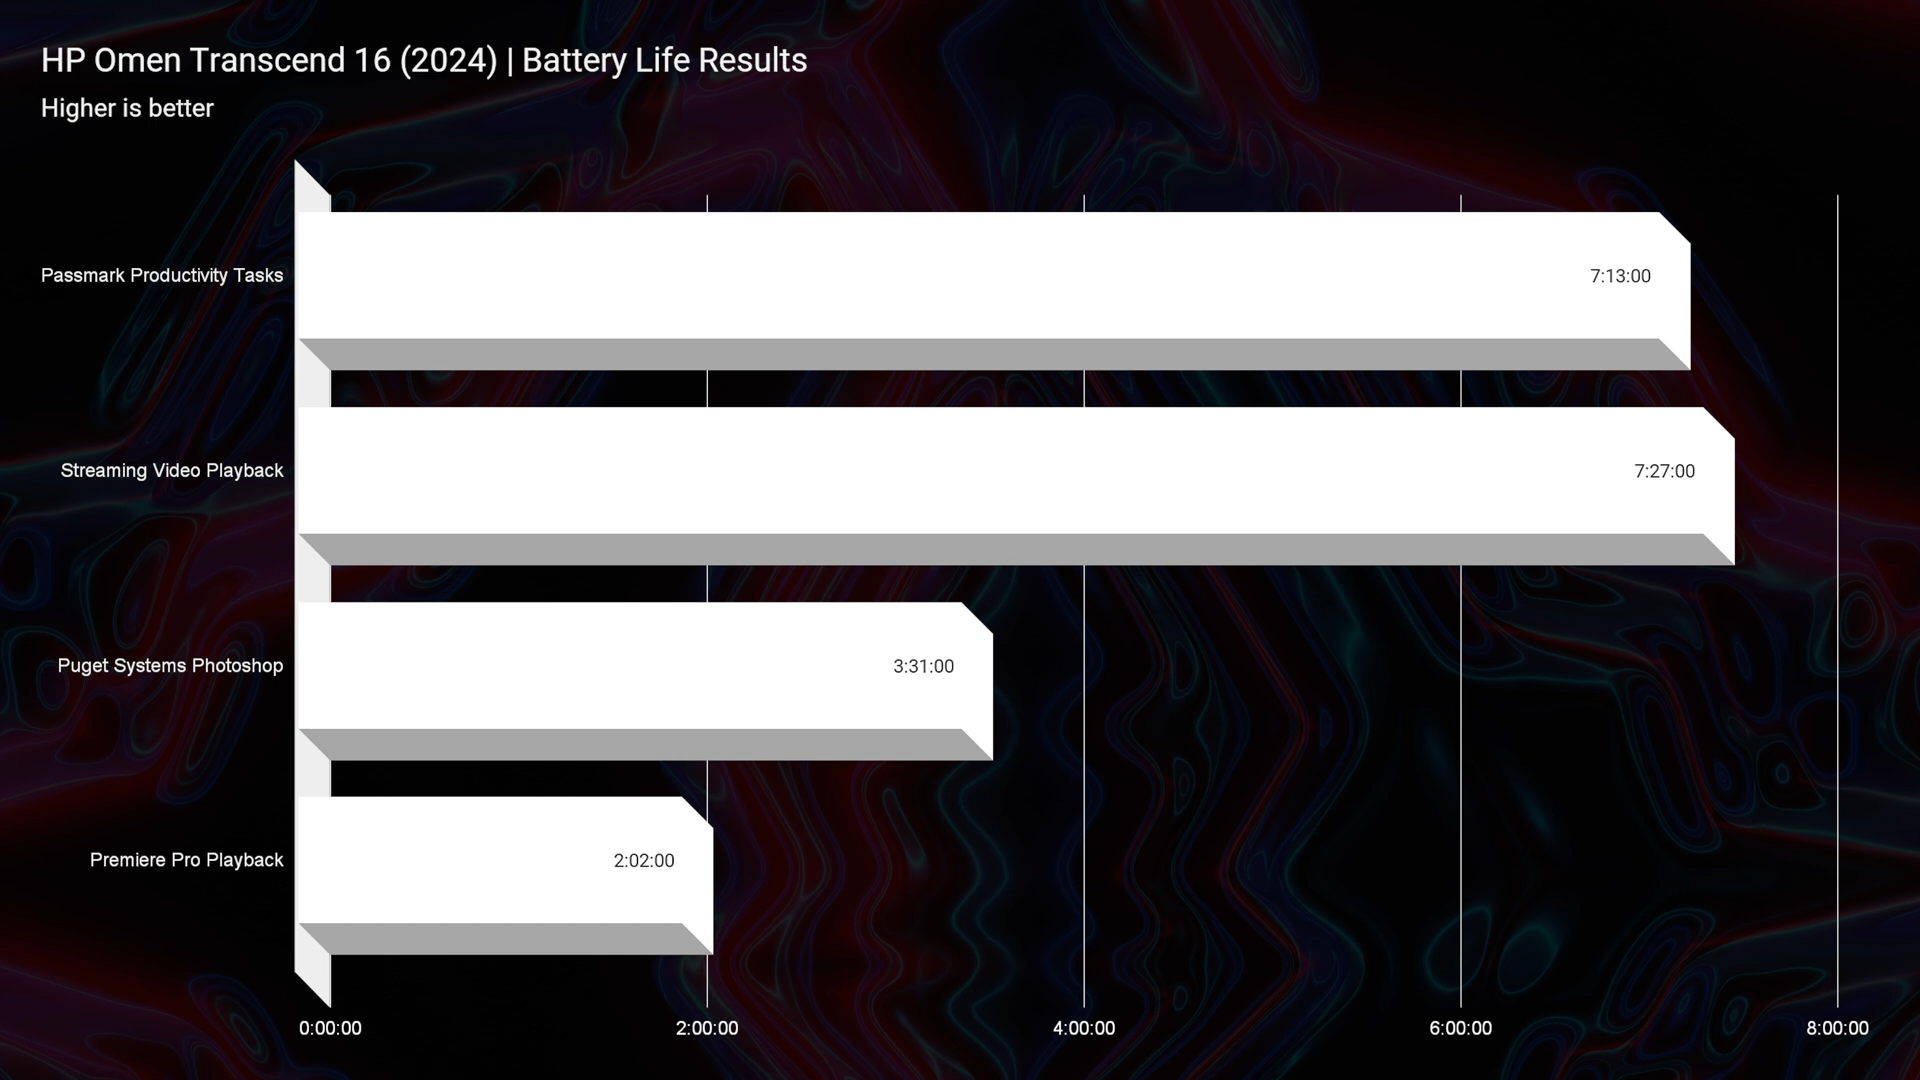 HP Omen Transcend 16 (2024) | Battery Life Results
Higher is better
Passmark Productivity Tasks
7:13:00
Streaming Video Playback
7:27:00
Puget Systems Photoshop
3:31:00
Premiere Pro Playback
2:02:00
0:00:00 2:00:00 4:00:00 6:00:00 8:00:00